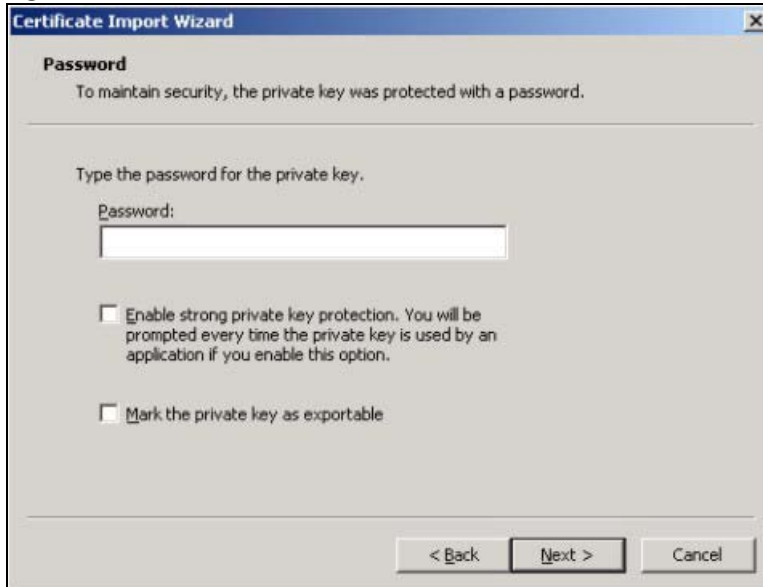 Certificate Import Wizard
Password
To maintain security, the private key was protected with a password.
Type the password for the private key.
Password:
Enable strong private key protection. You will be
prompted every time the private key is used by an
application if you enable this option.
Mark the private key as exportable
< Back
Next >
Cancel